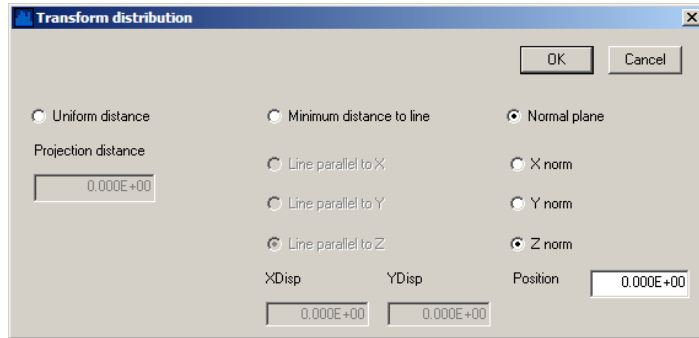 Transform distribution
OK Cancel
Uniform distance Minimum distance to line Normal plane
Projection distance
Line parallel to X X norm
0.000E+00
Line parallel to Y Y norm
Line parallel to Z Z norm
XDisp YDisp Position 0.000E+00
0.000E+00 0.000E+00